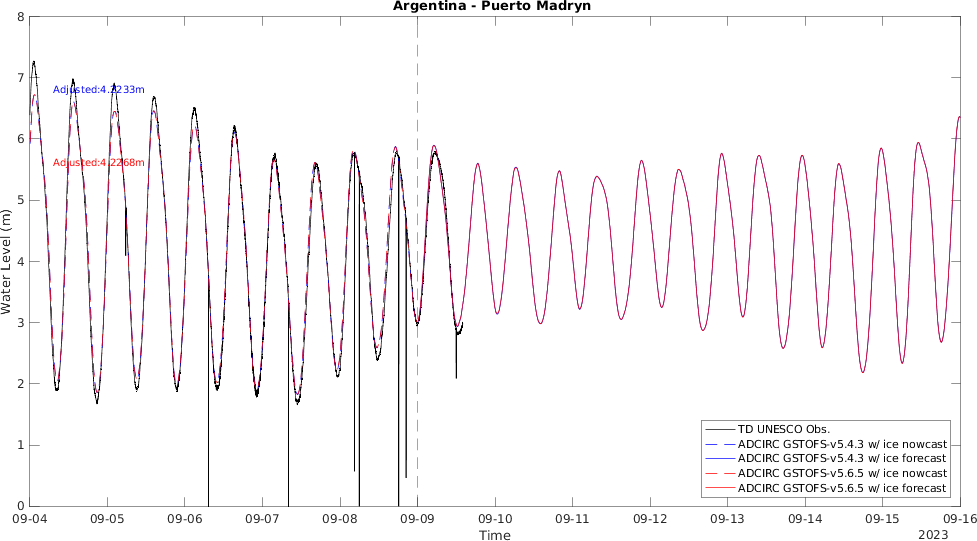 Argentina - Puerto Madryn
8
7
6
5
4
3
2
1
0
Water Level (m)
Adjusted:4.2233m
Adjusted:4.2268m
TD UNESCO Obs.
ADCIRC GSTOFS-v5.4.3 w/ ice nowcast
ADCIRC GSTOFS-v5.4.3 w/ ice forecast
ADCIRC GSTOFS-v5.6.5 w/ ice nowcast
ADCIRC GSTOFS-v5.6.5 w/ ice forecast
09-04 09-05 09-06 09-07 09-08 09-09 09-10 09-11 09-12 09-13 09-14 09-15 09-16
Time
2023